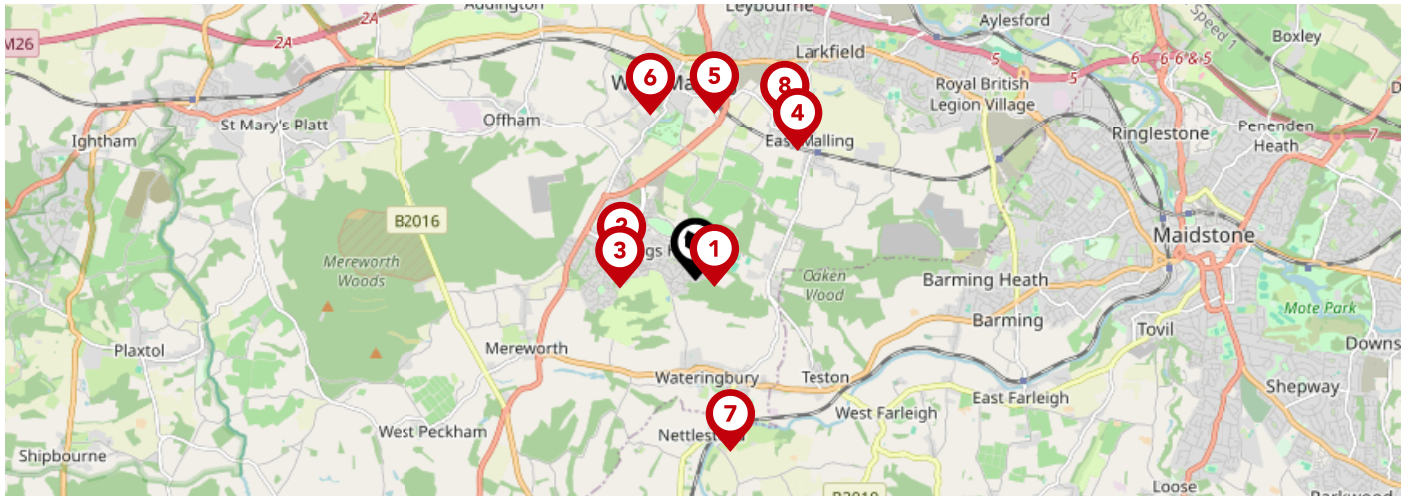 Addington
Leybourne
2A
Aylesford
Speed 1
Boxley
M26
2A
Larkfield
5
6
6 & 5
6
5
8
5
Royal British
Legion Village
4
St Mary's Platt
Offham
Ightham
East Malling
Ringlestone
Penenden
Heath
7
B2016
2
3
1
Maidstone
Mereworth
Woods
Oaken
Wood
Barming Heath
Mote Park
Barming
Tovil
Plaxtol
Mereworth
Downs
Wateringbury
Teston
Shepway
East Farleigh
7
West Farleigh
West Peckham
Shipbourne
Loose
B2010
Parkwood